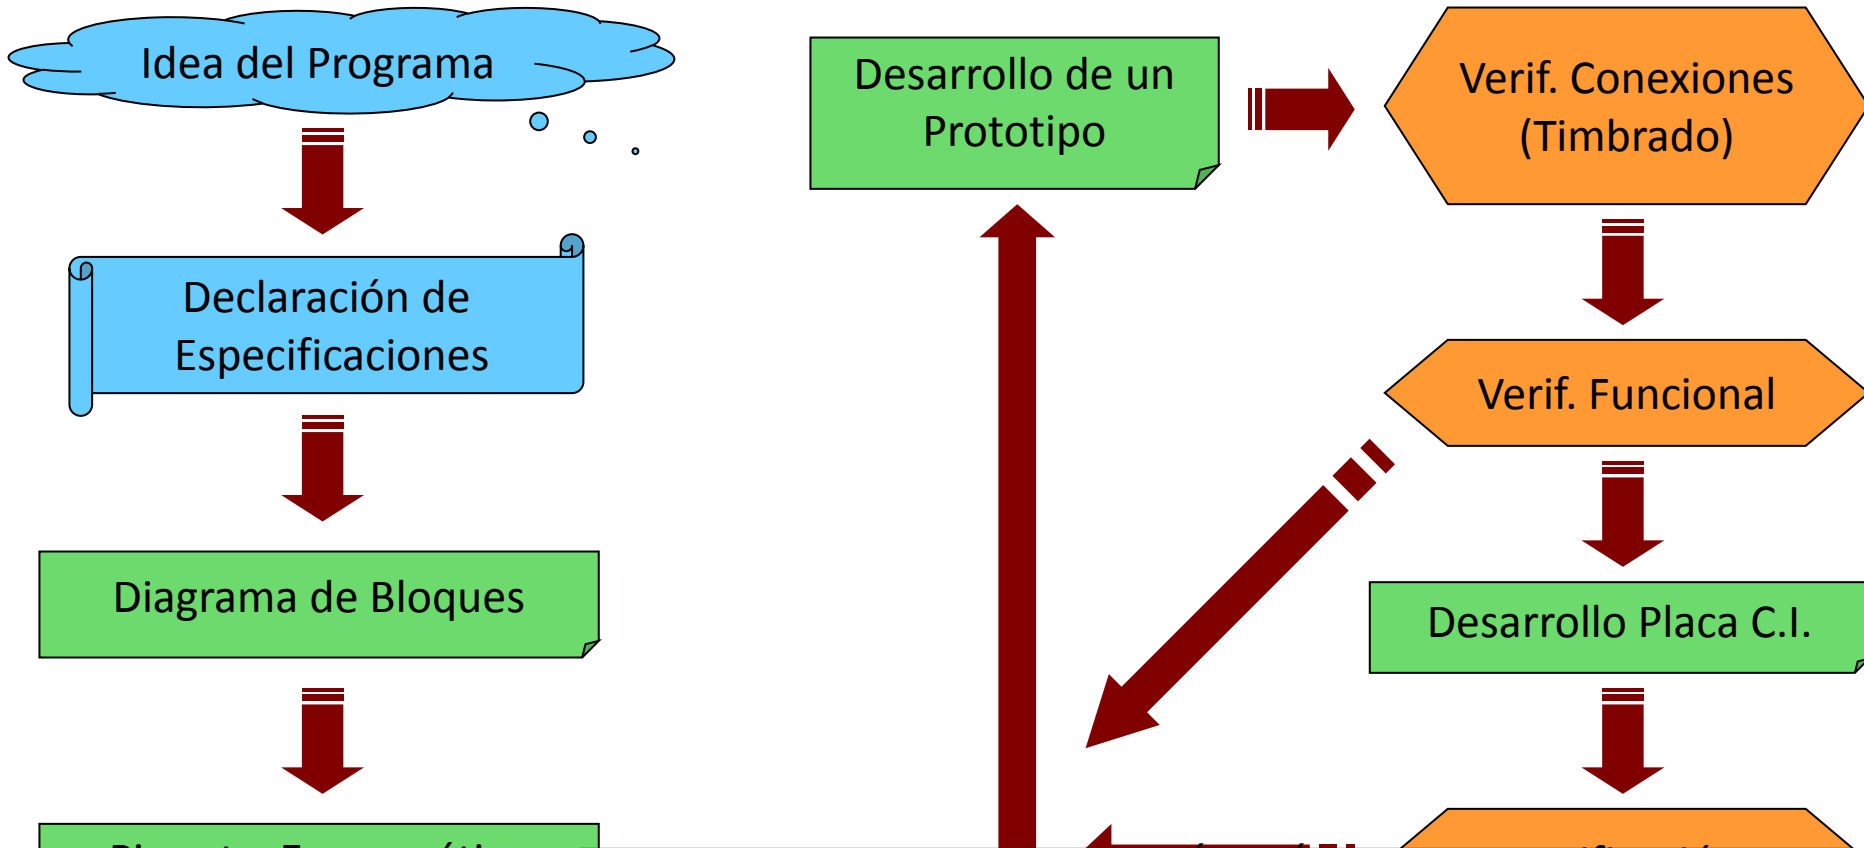 Idea del Programa
Declaración de
Especificaciones
Diagrama de Bloques
Desarrollo de un
Prototipo
Verif. Conexiones
(Timbrado)
Verif. Funcional
Desarrollo Placa C.I.